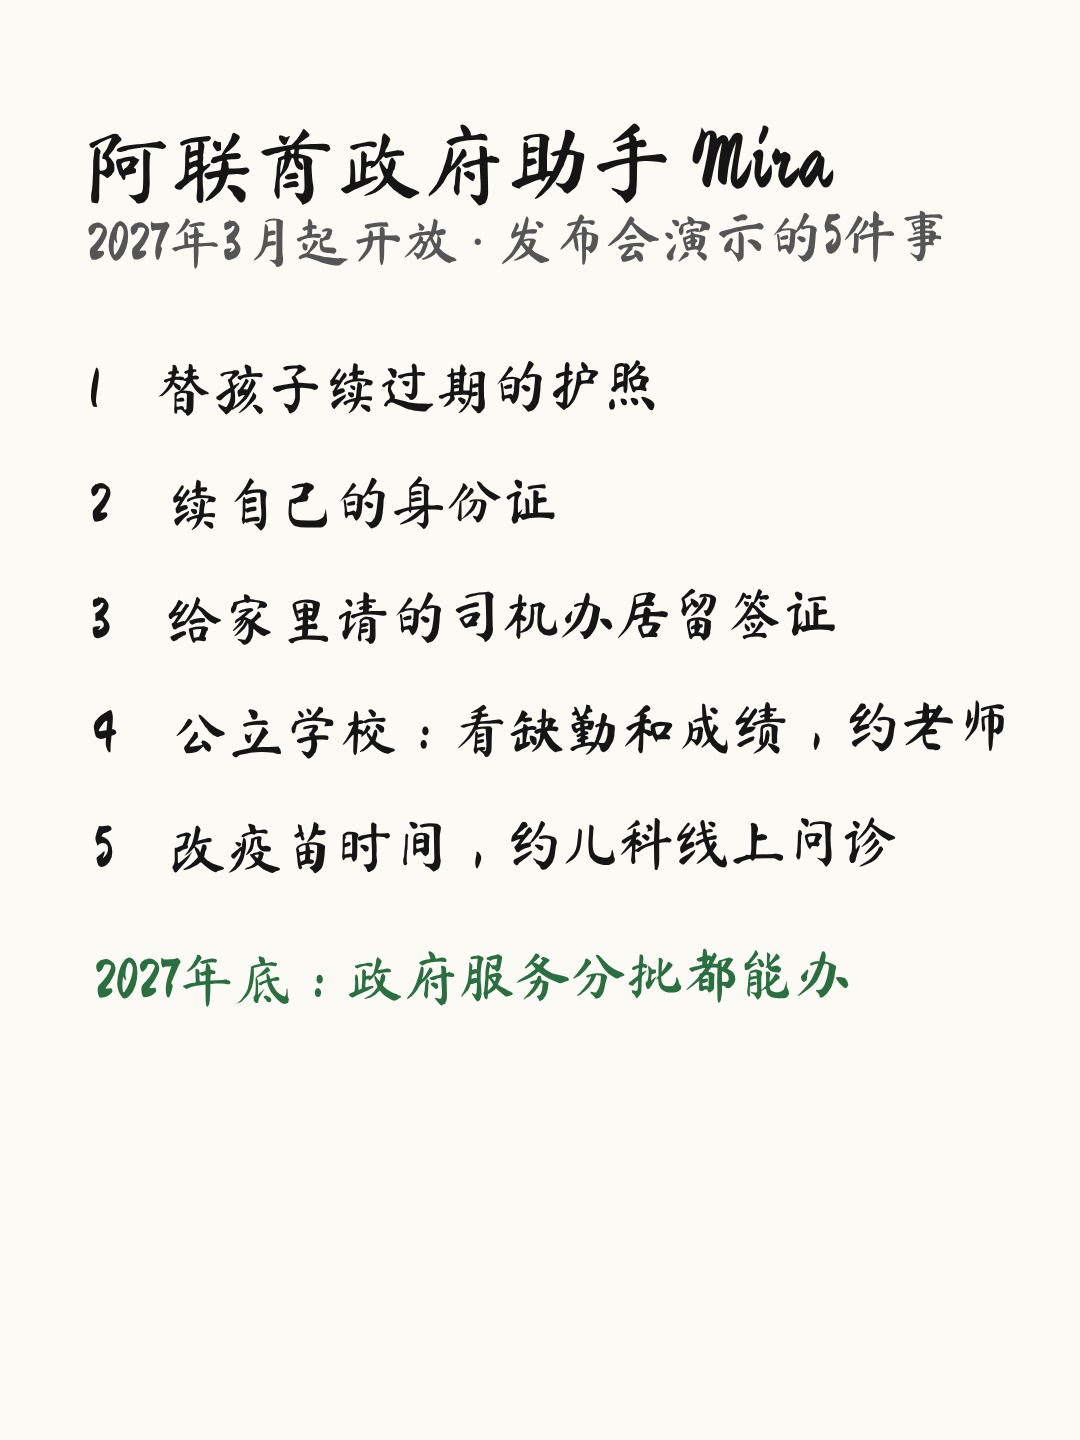 阿联酋政府助手 Mira
2027年3月起开放·发布会演示的5件事
1 替孩子续过期的护照
2 续自己的身份证
3 给家里请的司机办居留签证
4 公立学校：看缺勤和成绩，约老师
5 改疫苗时间，约儿科线上问诊
2027年底：政府服务分批都能办